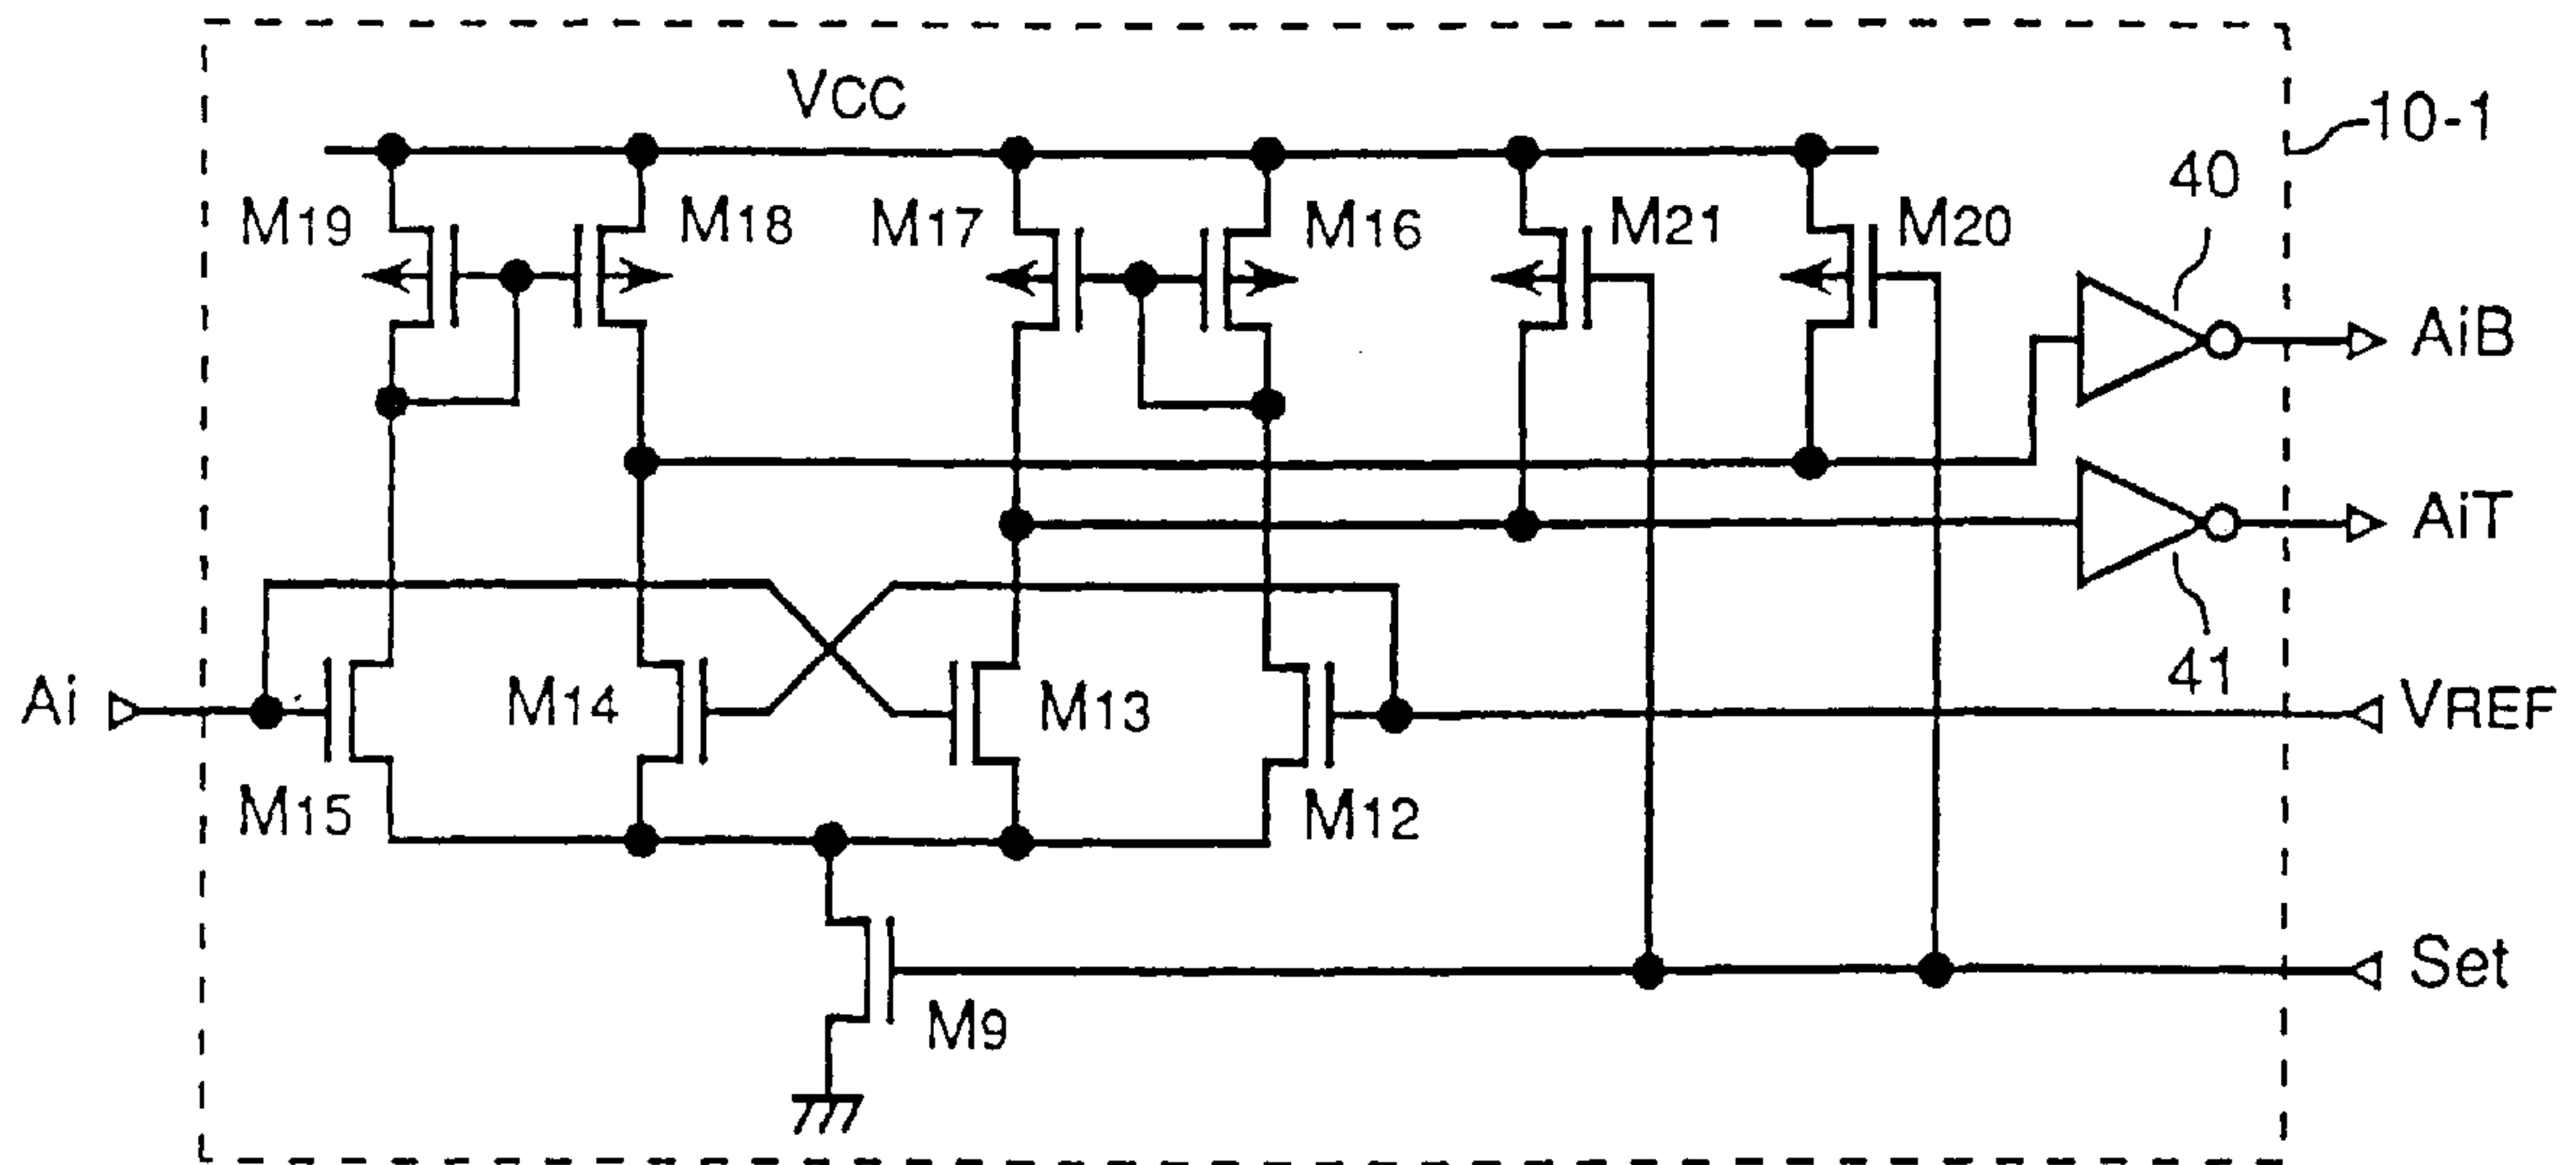 VCC
10-1
40
M19
M18
M17
M16
M21
M20
AiB
AiT
41
Ai
M14
M13
VREF
M15
M12
Set
M9